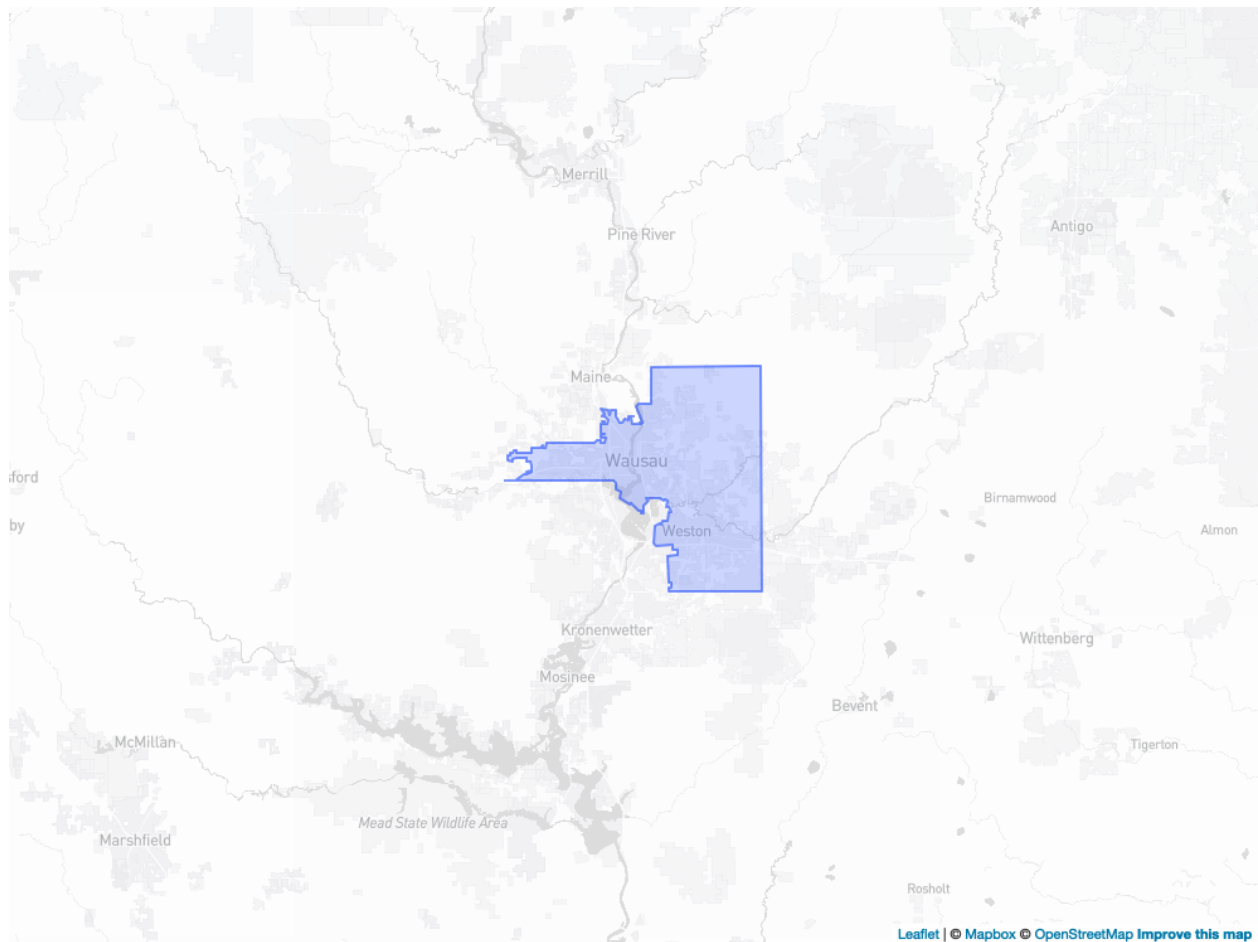 Merrill
Pine River
Antigo
Maine
Wausau
sford
Birnamwood
by
Weston
Almon
Kronenwetter
Wittenberg
Mosinee
Bevent
McMillan
Tigerton
Mead State Wildlife Area
Marshfield
Rosholt
Leaflet | © Mapbox © OpenStreetMap Improve this map